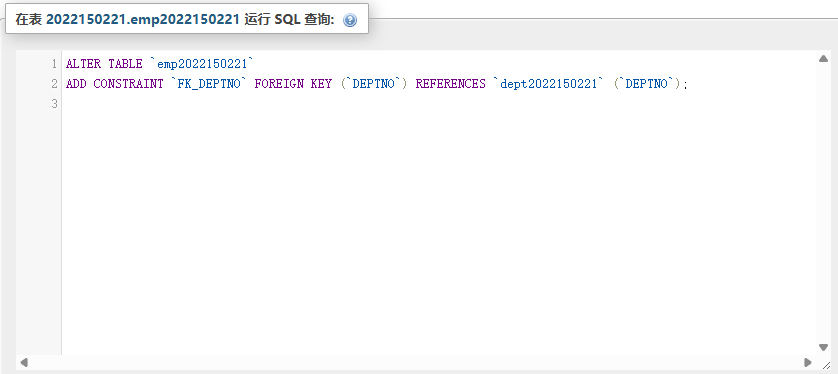 在表 2022150221.emp2022150221 运行 SQL 查询:
1 ALTER TABLE `emp2022150221`
2 ADD CONSTRAINT `FK_DEPTNO` FOREIGN KEY (`DEPTNO`) REFERENCES `dept2022150221` (`DEPTNO`);
3